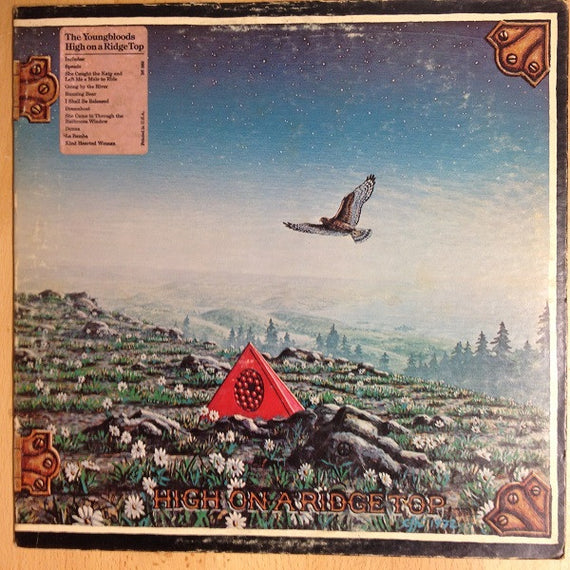 The Youngbloods
High on a Ridge Top
Includes:
Speedo
She Caught the Katy and
Left Me a Mule to Ride
Going by the River
Running Bear
I Shall Be Released
Dreamboat
She Came in Through the
Bathroom Window
Donna
La Bamba
Kind Hearted Woman
Printed in U.S.A.
HIGH ON A RIDGE TOP
1972